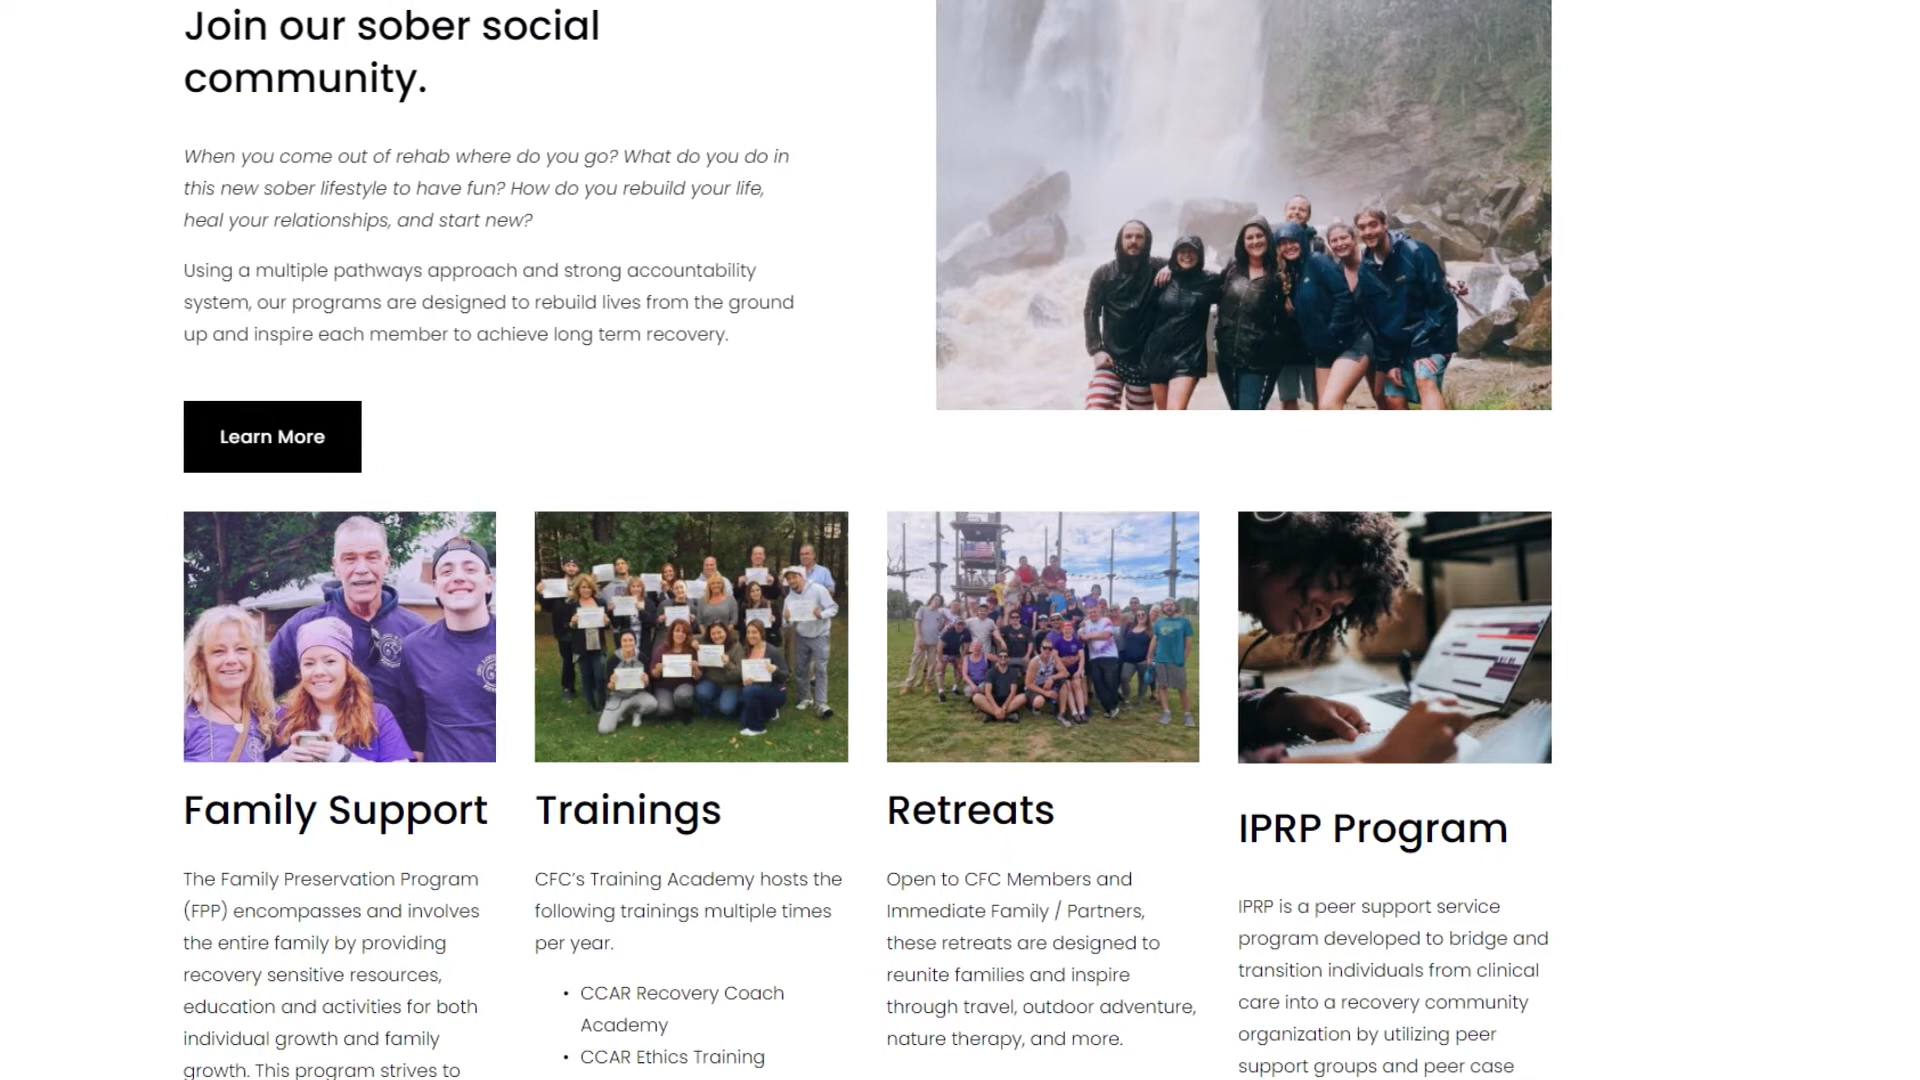 Join our sober social
community.
When you come out of rehab where do you go? What do you do in
this new sober lifestyle to have fun? How do you rebuild your life,
heal your relationships, and start new?
Using a multiple pathways approach and strong accountability
system, our programs are designed to rebuild lives from the ground
up and inspire each member to achieve long term recovery.
Learn More
Family Support
The Family Preservation Program
(FPP) encompasses and involves
the entire family by providing
recovery sensitive resources,
education and activities for both
individual growth and family
growth. This program strives to
Trainings
CFC’s Training Academy hosts the
following trainings multiple times
per year.
• CCAR Recovery Coach
Academy
• CCAR Ethics Training
Retreats
Open to CFC Members and
Immediate Family / Partners,
these retreats are designed to
reunite families and inspire
through travel, outdoor adventure,
nature therapy, and more.
IPRP Program
IPRP is a peer support service
program developed to bridge and
transition individuals from clinical
care into a recovery community
organization by utilizing peer
support groups and peer case